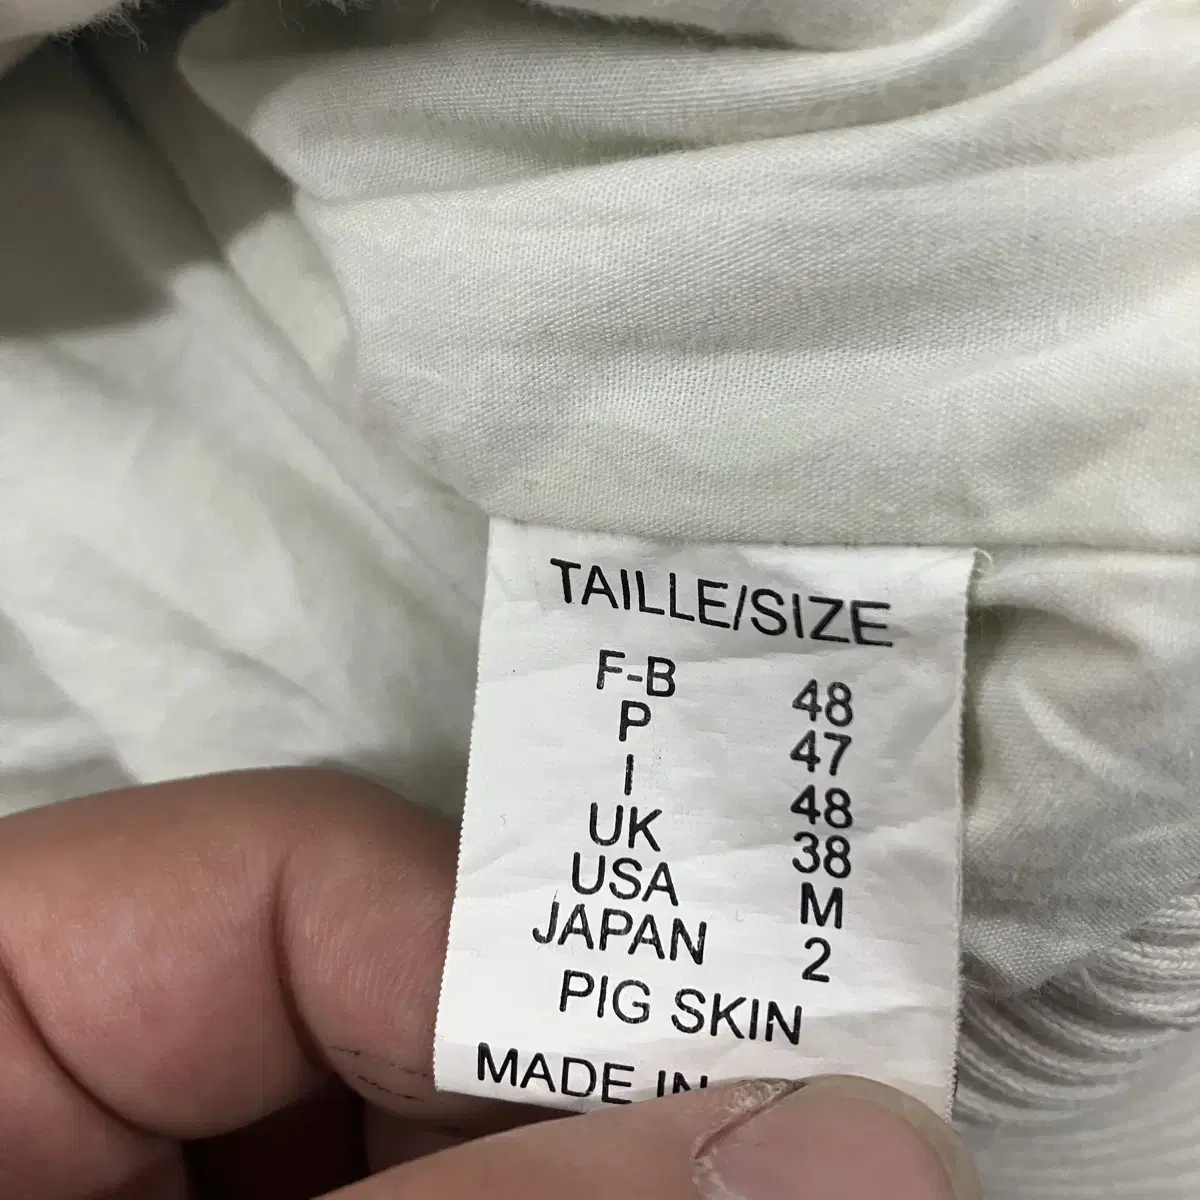 TAILLE/SIZE
F-B 48
P 47
I 48
UK 38
USA M
JAPAN 2
PIG SKIN
MADE IN